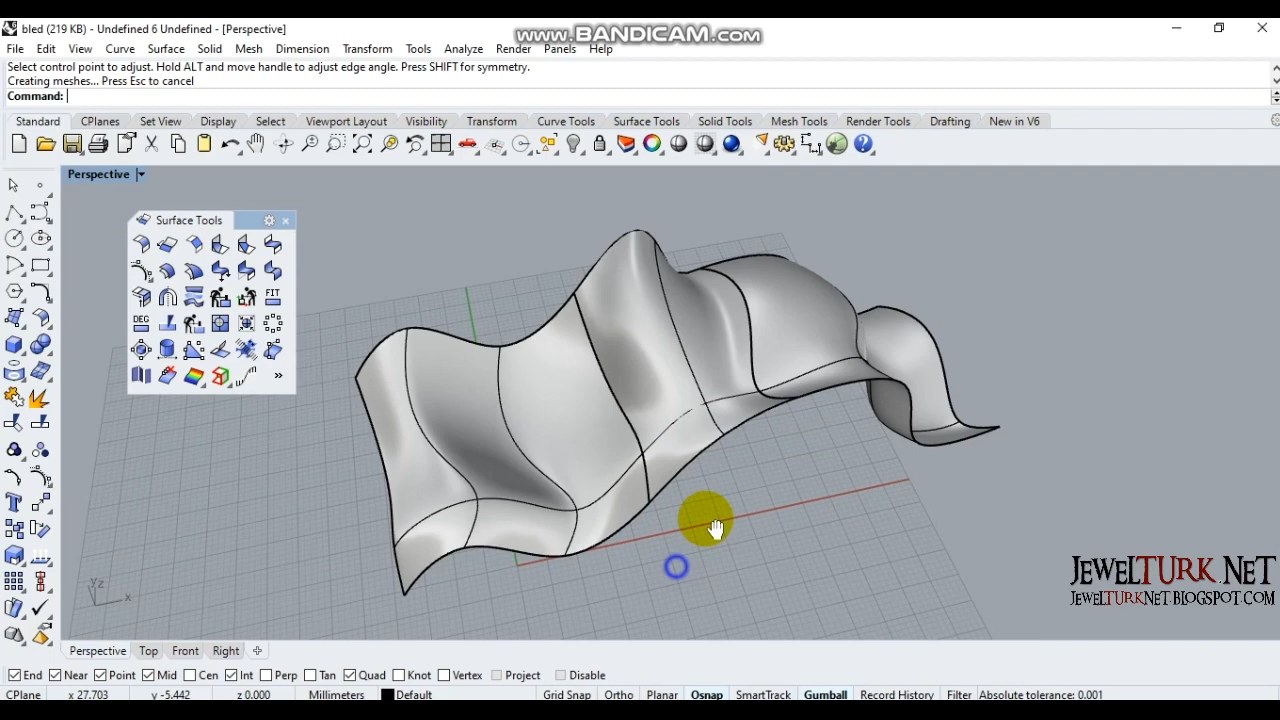 bled (219 KB) - Undefined 6 Undefined - [Perspective]
www.BANDICAM.com
File Edit View Curve Surface Solid Mesh Dimension Transform Tools Analyze Render Panels Help
Select control point to adjust. Hold ALT and move handle to adjust edge angle. Press SHIFT for symmetry.
Creating meshes... Press Esc to cancel
Command:
Standard CPlanes Set View Display Select Viewport Layout Visibility Transform Curve Tools Surface Tools Solid Tools Mesh Tools Render Tools Drafting New in V6
Perspective
Surface Tools
FIT
DEG
JEWELTURK.NET
JEWELTURKNET.BLOGSPOT.COM
z
y
x
Perspective Top Front Right
End Near Point Mid Cen Int Perp Tan Quad Knot Vertex Project Disable
CPlane x 27.703 y -5.442 z 0.000 Millimeters Default Grid Snap Ortho Planar Osnap SmartTrack Gumball Record History Filter Absolute tolerance: 0.001